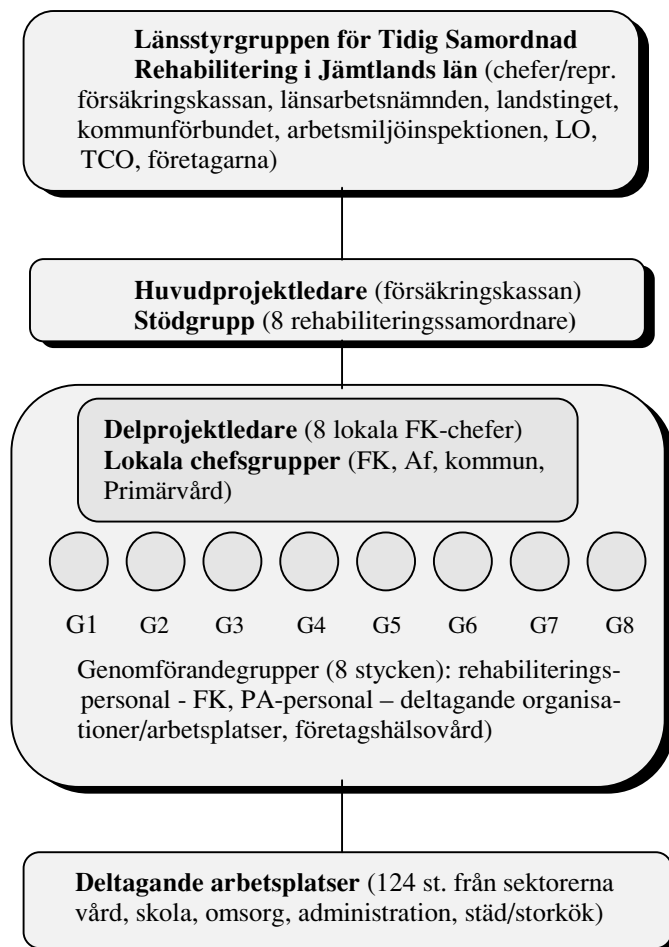 Länsstyrgruppen för Tidig Samordnad
Rehabilitering i Jämtlands län (chefer/repr.
försäkringskassan, länsarbetsnämnden, landstinget,
kommunförbundet, arbetsmiljöinspektionen, LO,
TCO, företagarna)
Huvudprojektledare (försäkringskassan)
Stödgrupp (8 rehabiliteringssamordnare)
Delprojektledare (8 lokala FK-chefer)
Lokala chefsgrupper (FK, Af, kommun,
Primärvård)
G1 G2 G3 G4 G5 G6 G7 G8
Genomförandegrupper (8 stycken): rehabiliterings-
personal - FK, PA-personal – deltagande organisa-
tioner/arbetsplatser, företagshälsovård)
Deltagande arbetsplatser (124 st. från sektorerna
vård, skola, omsorg, administration, städ/storkök)